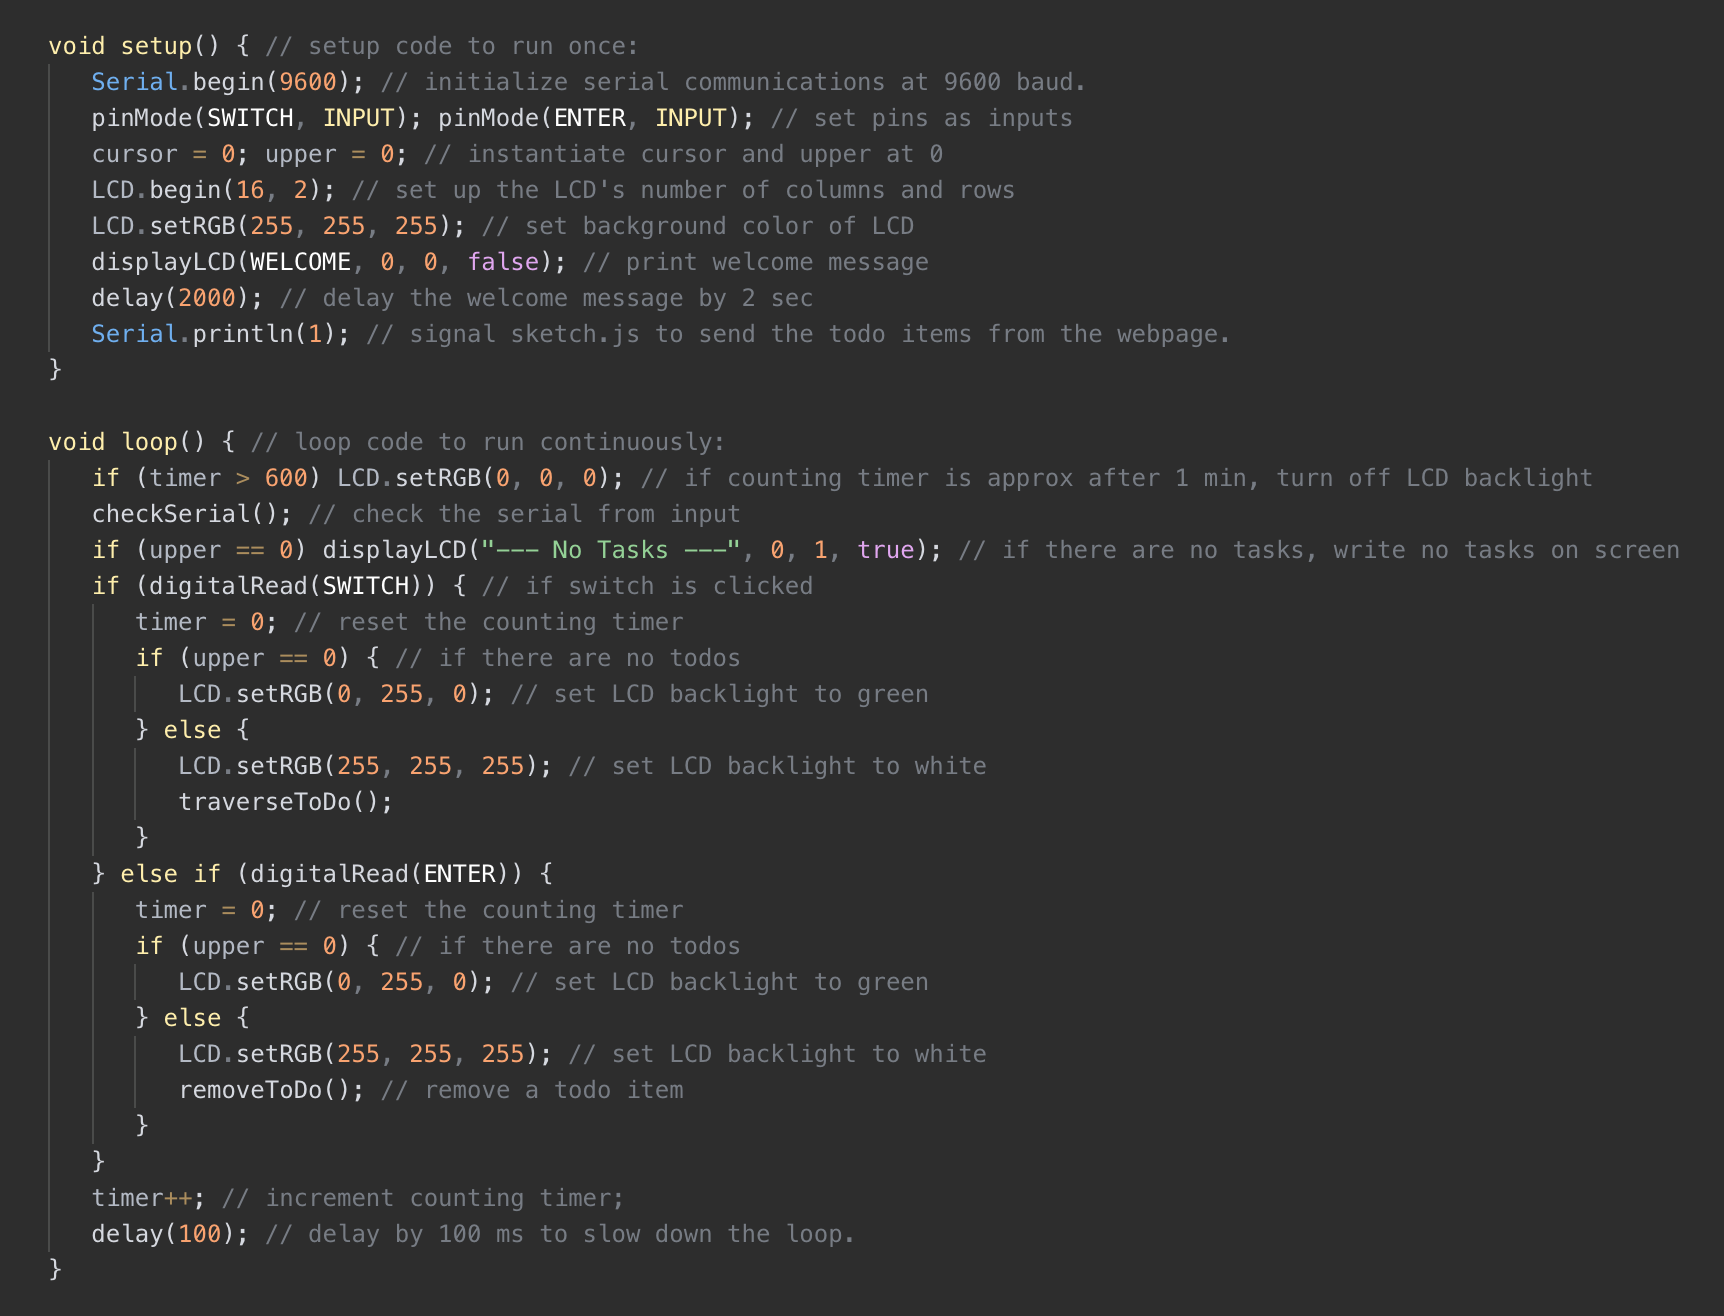 void setup() { // setup code to run once:
Serial.begin(9600); // initialize serial communications at 9600 baud.
pinMode(SWITCH, INPUT); pinMode(ENTER, INPUT); // set pins as inputs
cursor = 0; upper = 0; // instantiate cursor and upper at 0
LCD.begin(16, 2); // set up the LCD's number of columns and rows
LCD.setRGB(255, 255, 255); // set background color of LCD
displayLCD(WELCOME, 0, 0, false); // print welcome message
delay(2000); // delay the welcome message by 2 sec
Serial.println(1); // signal sketch.js to send the todo items from the webpage.
}
void loop() { // loop code to run continuously:
if (timer > 600) LCD.setRGB(0, 0, 0); // if counting timer is approx after 1 min, turn off LCD backlight
checkSerial(); // check the serial from input
if (upper == 0) displayLCD("--- No Tasks ---", 0, 1, true); // if there are no tasks, write no tasks on screen
if (digitalRead(SWITCH)) { // if switch is clicked
timer = 0; // reset the counting timer
if (upper == 0) { // if there are no todos
LCD.setRGB(0, 255, 0); // set LCD backlight to green
} else {
LCD.setRGB(255, 255, 255); // set LCD backlight to white
traverseToDo();
}
} else if (digitalRead(ENTER)) {
timer = 0; // reset the counting timer
if (upper == 0) { // if there are no todos
LCD.setRGB(0, 255, 0); // set LCD backlight to green
} else {
LCD.setRGB(255, 255, 255); // set LCD backlight to white
removeToDo(); // remove a todo item
}
}
timer++; // increment counting timer;
delay(100); // delay by 100 ms to slow down the loop.
}